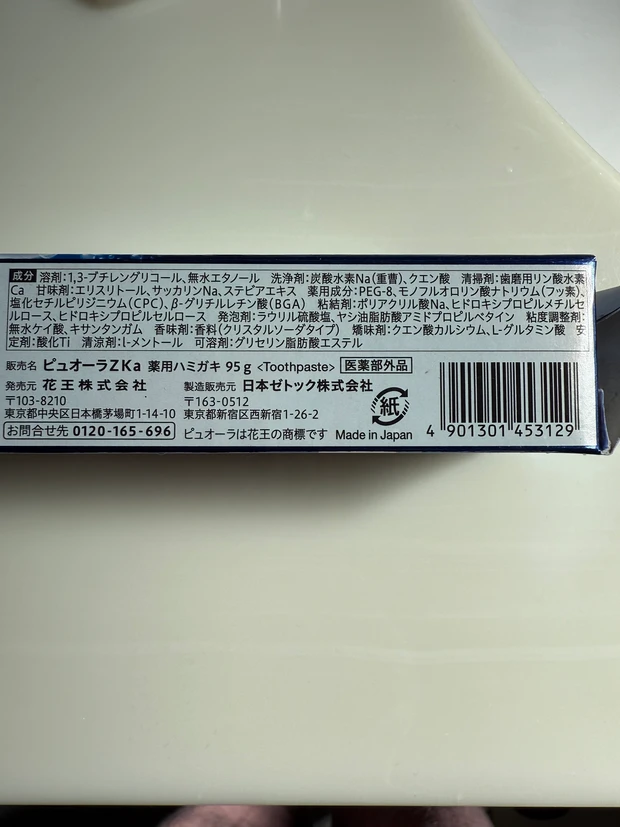 成分 溶剤:1,3-ブチレングリコール、無水エタノール 洗浄剤:炭酸水素Na(重曹)、クエン酸 清掃剤:歯磨用リン酸水素
Ca 甘味剤:エリスリトール、サッカリンNa、ステビアエキス 薬用成分:PEG-8、モノフルオロリン酸ナトリウム(フッ素)、
塩化セチルピリジニウム(CPC)、β-グリチルレチン酸(BGA) 粘結剤:ポリアクリル酸Na、ヒドロキシプロピルメチルセ
ルロース、ヒドロキシプロピルセルロース 発泡剤:ラウリル硫酸塩、ヤシ油脂肪酸アミドプロピルベタイン 粘度調整剤:
無水ケイ酸、キサンタンガム 香味剤:香料(クリスタルソーダタイプ) 矯味剤:クエン酸カルシウム、L-グルタミン酸 安
定剤:酸化Ti 清涼剤:l-メントール 可溶剤:グリセリン脂肪酸エステル
販売名 ピュオーラZKa 薬用ハミガキ 95g <Toothpaste> 医薬部外品
発売元 花王株式会社 製造販売元 日本ゼトック株式会社
〒103-8210 〒163-0512
東京都中央区日本橋茅場町1-14-10 東京都新宿区西新宿1-26-2
お問合せ先 0120-165-696 ピュオーラは花王の商標です Made in Japan
紙
4 901301 453129